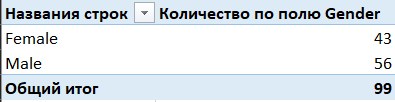 Названия строк Количество по полю Gender
Female 43
Male 56
Общий итог 99